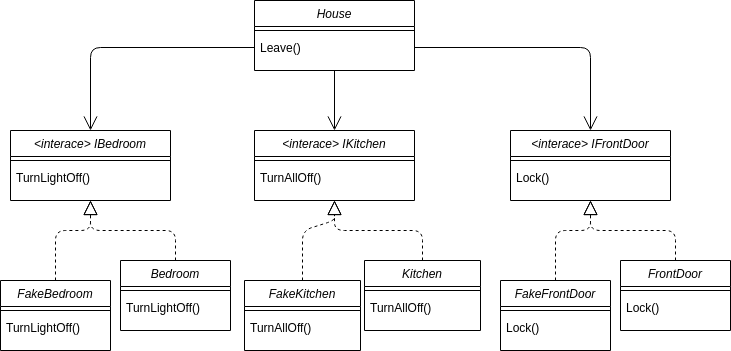 House
Leave()
<interace> IBedroom
TurnLightOff()
<interace> IKitchen
TurnAllOff()
<interace> IFrontDoor
Lock()
FakeBedroom
TurnLightOff()
Bedroom
TurnLightOff()
FakeKitchen
TurnAllOff()
Kitchen
TurnAllOff()
FakeFrontDoor
Lock()
FrontDoor
Lock()